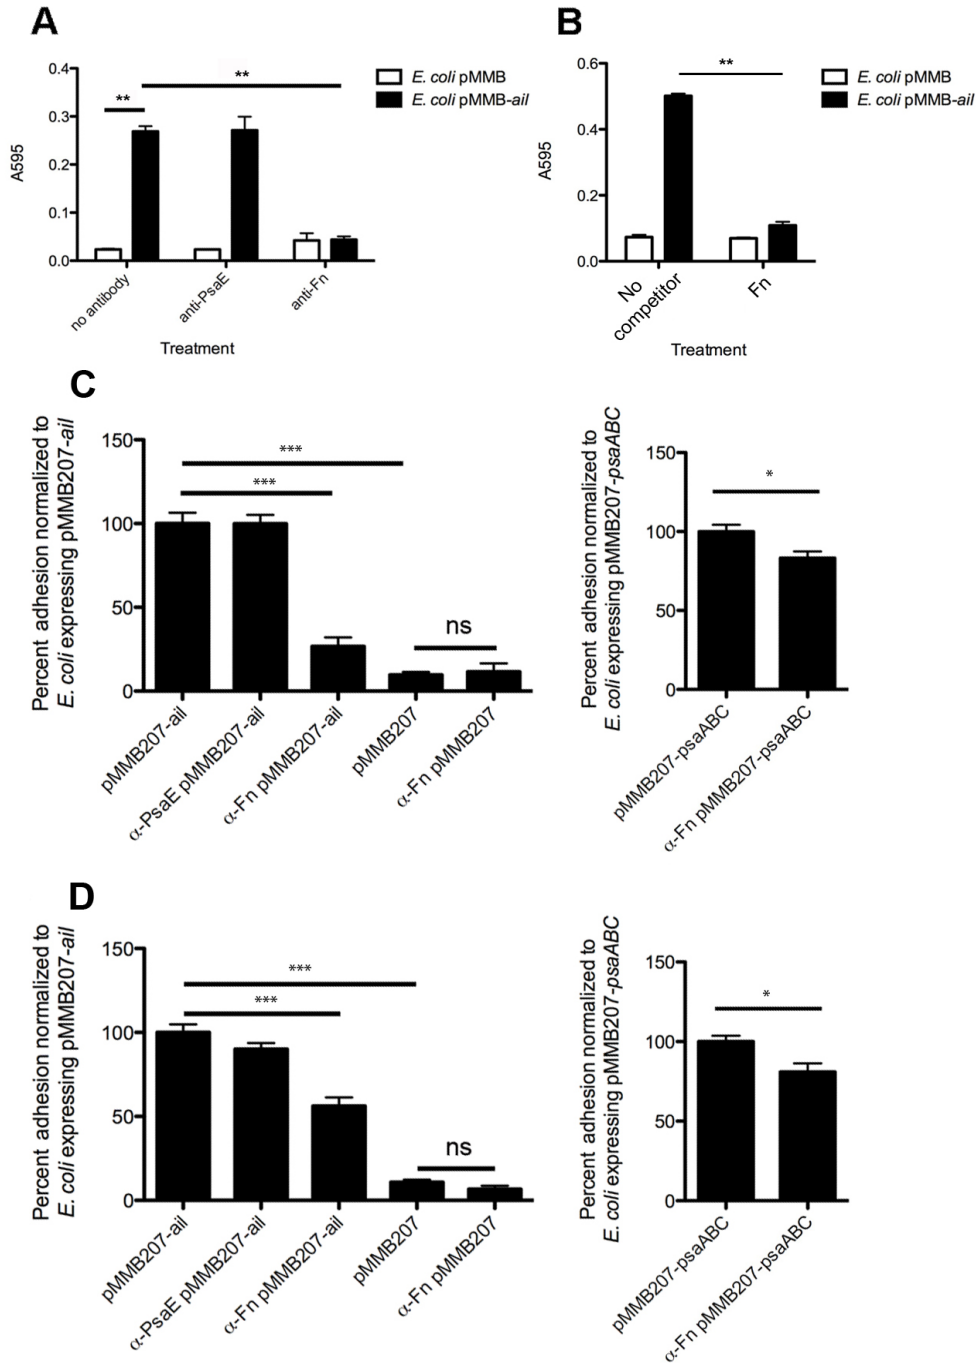 A
0.4
0.3
0.2
0.1
0.0
A595
**
**
E. coli pMMB
E. coli pMMB-ail
no antibody
anti-PsaE
anti-Fn
Treatment
B
0.6
0.4
0.2
0.0
A595
**
E. coli pMMB
E. coli pMMB-ail
No
competitor
Fn
Treatment
C
Percent adhesion normalized to
E. coli expressing pMMB207-ail
150
100
50
0
***
***
ns
pMMB207-ail
α-PsaE pMMB207-ail
α-Fn pMMB207-ail
pMMB207
α-Fn pMMB207
Percent adhesion normalized to
E. coli expressing pMMB207-psaABC
150
100
50
0
*
pMMB207-psaABC
α-Fn pMMB207-psaABC
D
Percent adhesion normalized to
E. coli expressing pMMB207-ail
150
100
50
0
***
***
ns
pMMB207-ail
α-PsaE pMMB207-ail
α-Fn pMMB207-ail
pMMB207
α-Fn pMMB207
Percent adhesion normalized to
E. coli expressing pMMB207-psaABC
150
100
50
0
*
pMMB207-psaABC
α-Fn pMMB207-psaABC